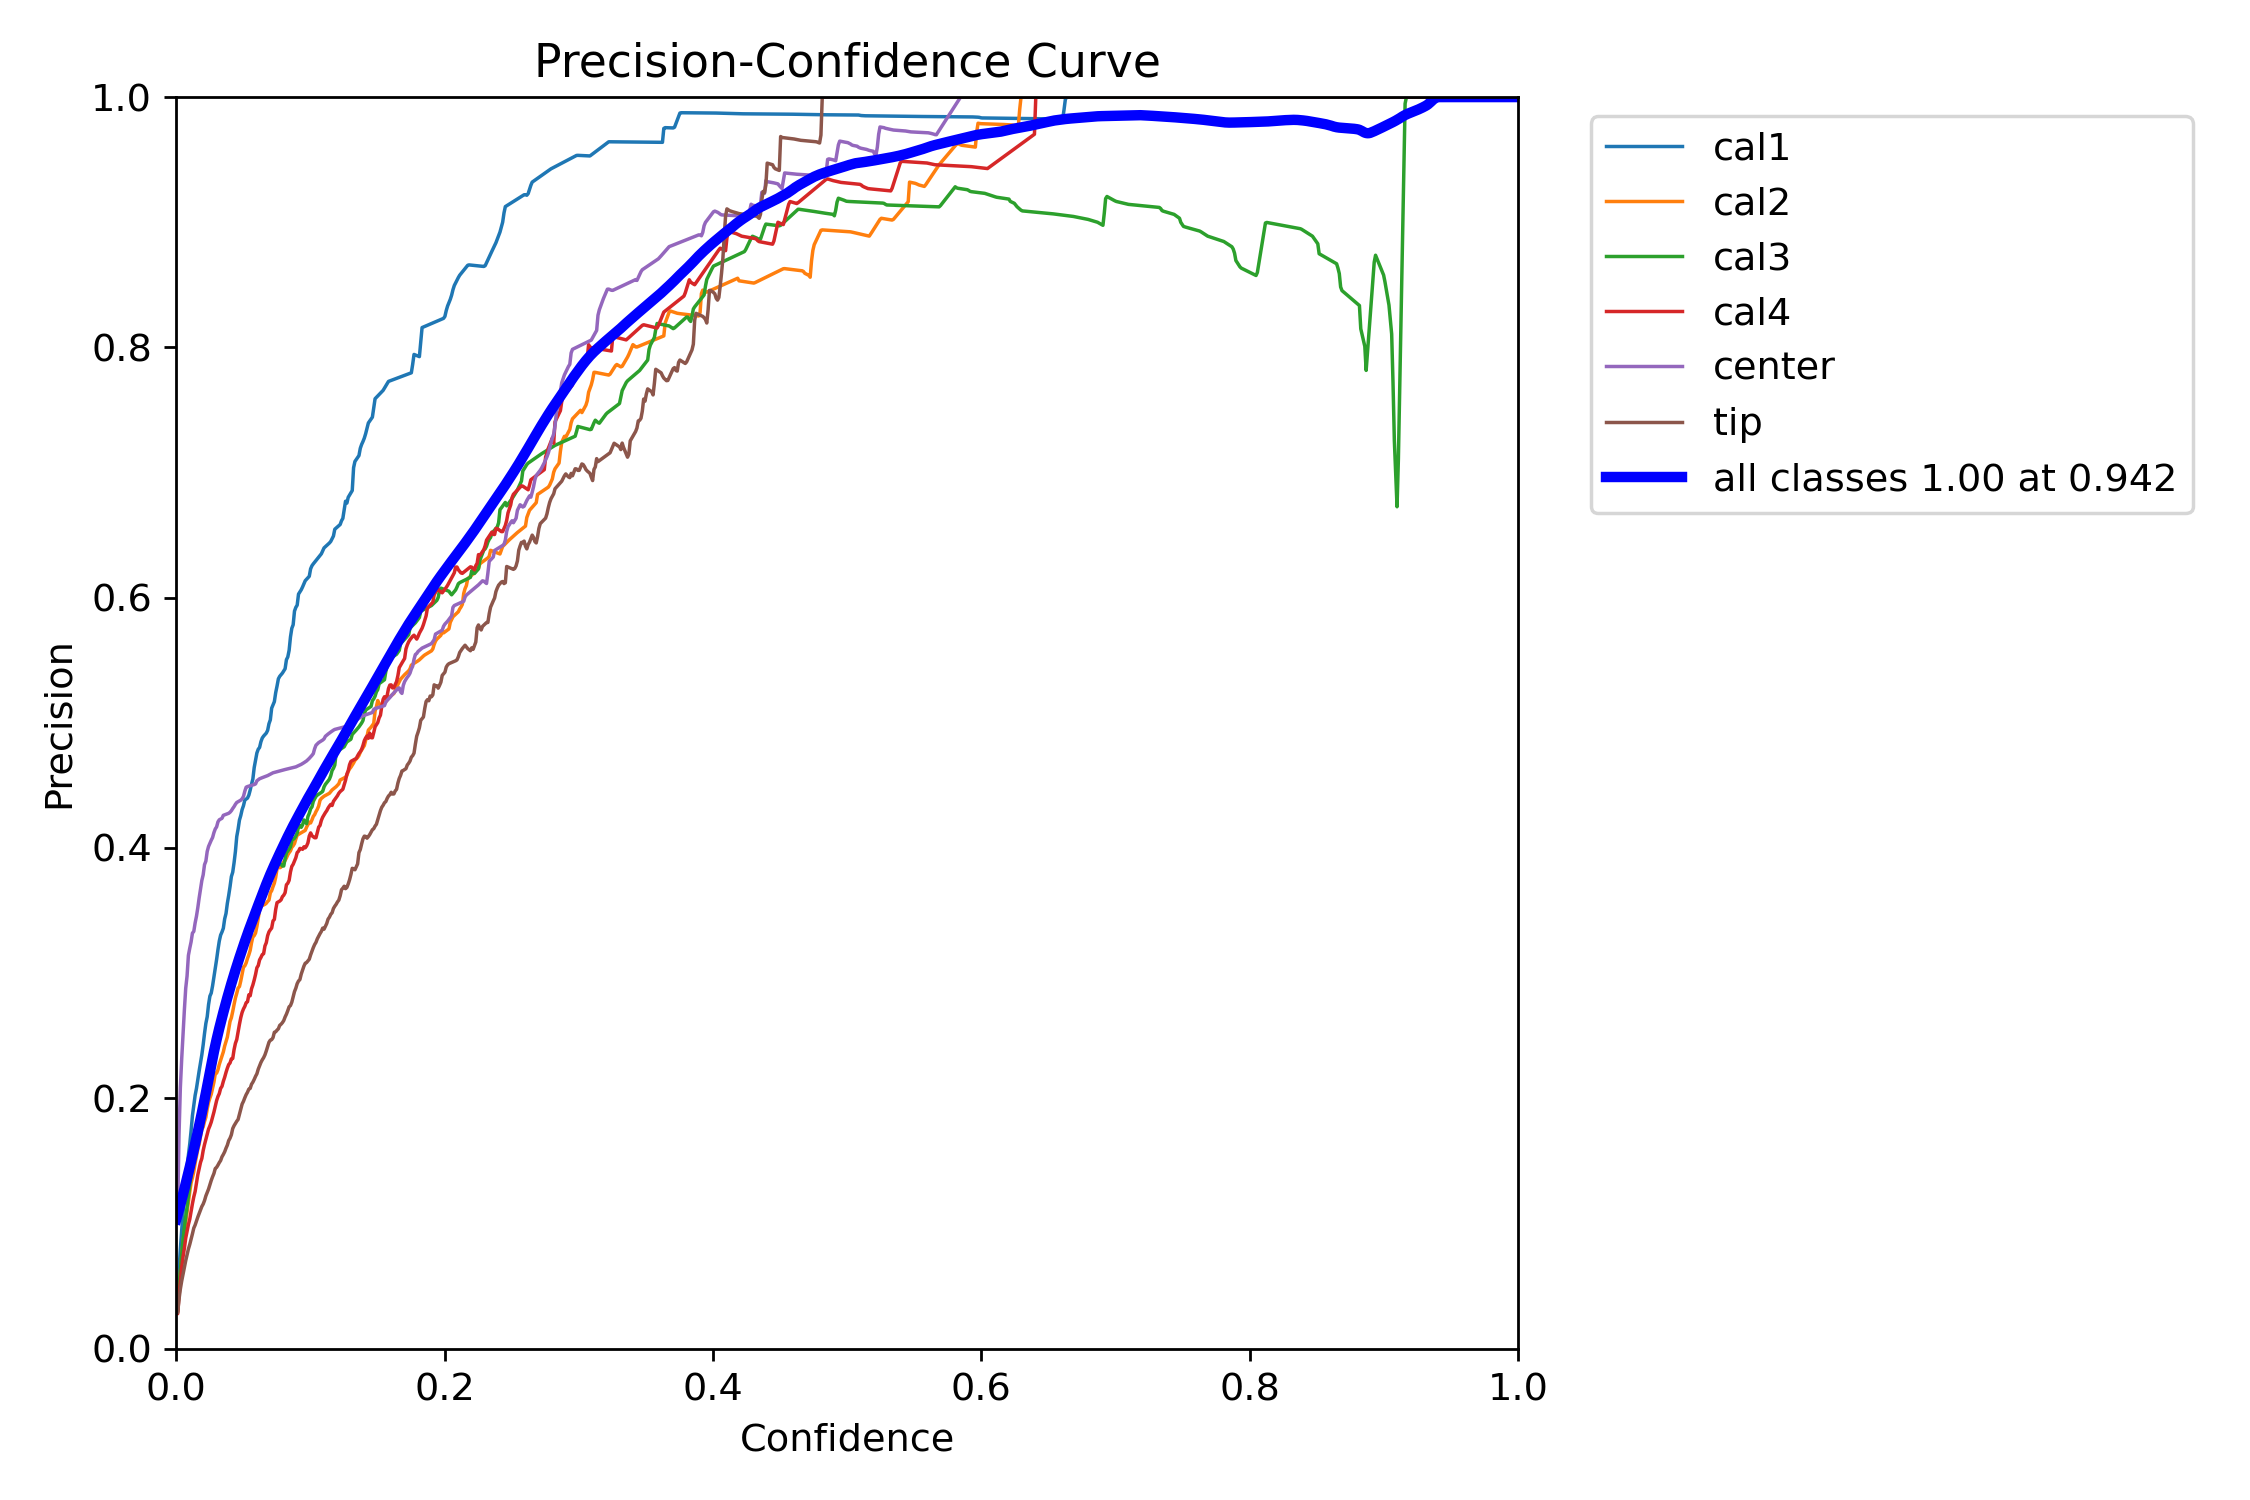 Precision-Confidence Curve
1.0
0.8
0.6
0.4
0.2
0.0
Precision
0.0 0.2 0.4 0.6 0.8 1.0
Confidence
cal1
cal2
cal3
cal4
center
tip
all classes 1.00 at 0.942